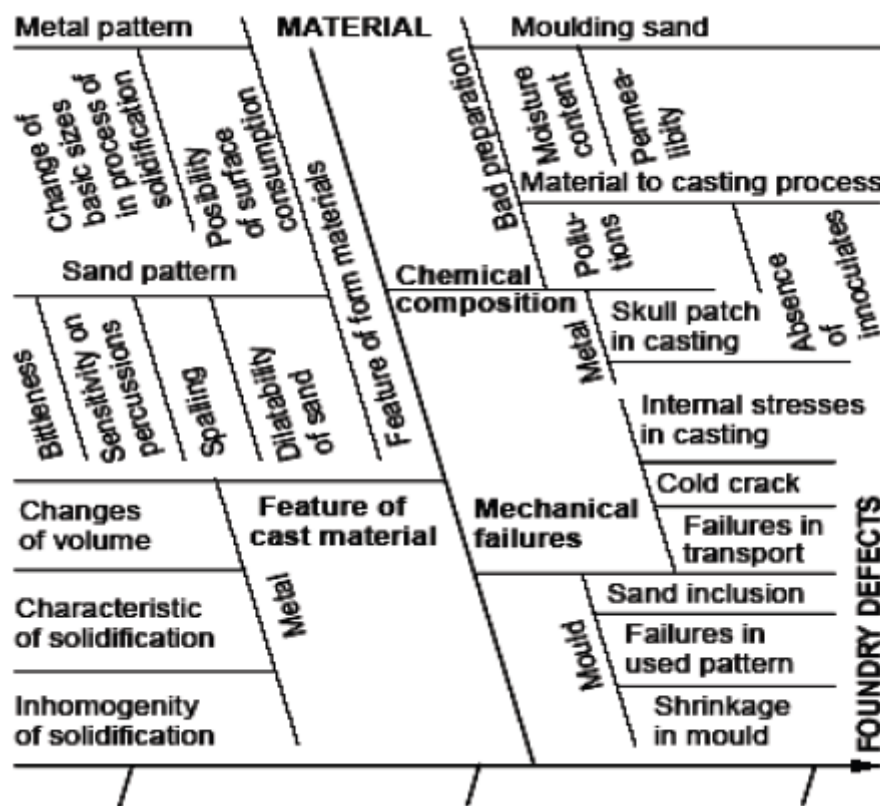 Metal pattern
MATERIAL
Moulding sand
Change of
basic sizes
in process of
solidification
Posibility
of surface
consumption
Bad preparation
Moisture
content
Permea-
libity
Material to casting process
Sand pattern
Feature of form materials
Chemical
composition
Pollu-
tions
Absence
of
innoculates
Metal
Skull patch
in casting
Bittleness
Sensitivity on
percussions
Spalling
Dilatability
of sand
Internal stresses
in casting
Cold crack
Failures in
transport
Changes
of volume
Feature of
cast material
Mechanical
failures
Metal
Characteristic
of solidification
Inhomogenity
of solidification
Mould
Sand inclusion
Failures in
used pattern
Shrinkage
in mould
FOUNDRY DEFECTS